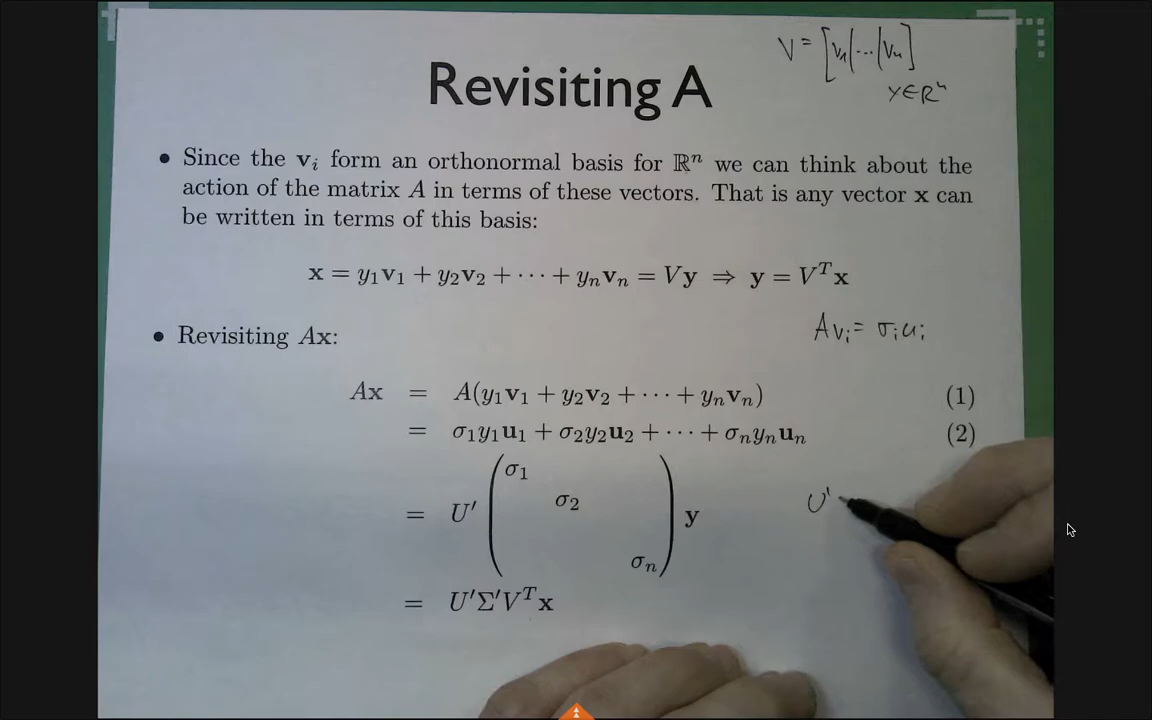 V = [v₁|···|vₙ]
y∈Rⁿ
Revisiting A
• Since the vᵢ form an orthonormal basis for ℝⁿ we can think about the
action of the matrix A in terms of these vectors. That is any vector x can
be written in terms of this basis:
x = y₁v₁ + y₂v₂ + ··· + yₙvₙ = Vy ⇒ y = Vᵀx
Avᵢ = σᵢuᵢ
• Revisiting Ax:
Ax = A(y₁v₁ + y₂v₂ + ··· + yₙvₙ) (1)
= σ₁y₁u₁ + σ₂y₂u₂ + ··· + σₙyₙuₙ (2)
σ₁
σ₂
= U′ ( ) y U'
σₙ
= U′Σ′Vᵀx